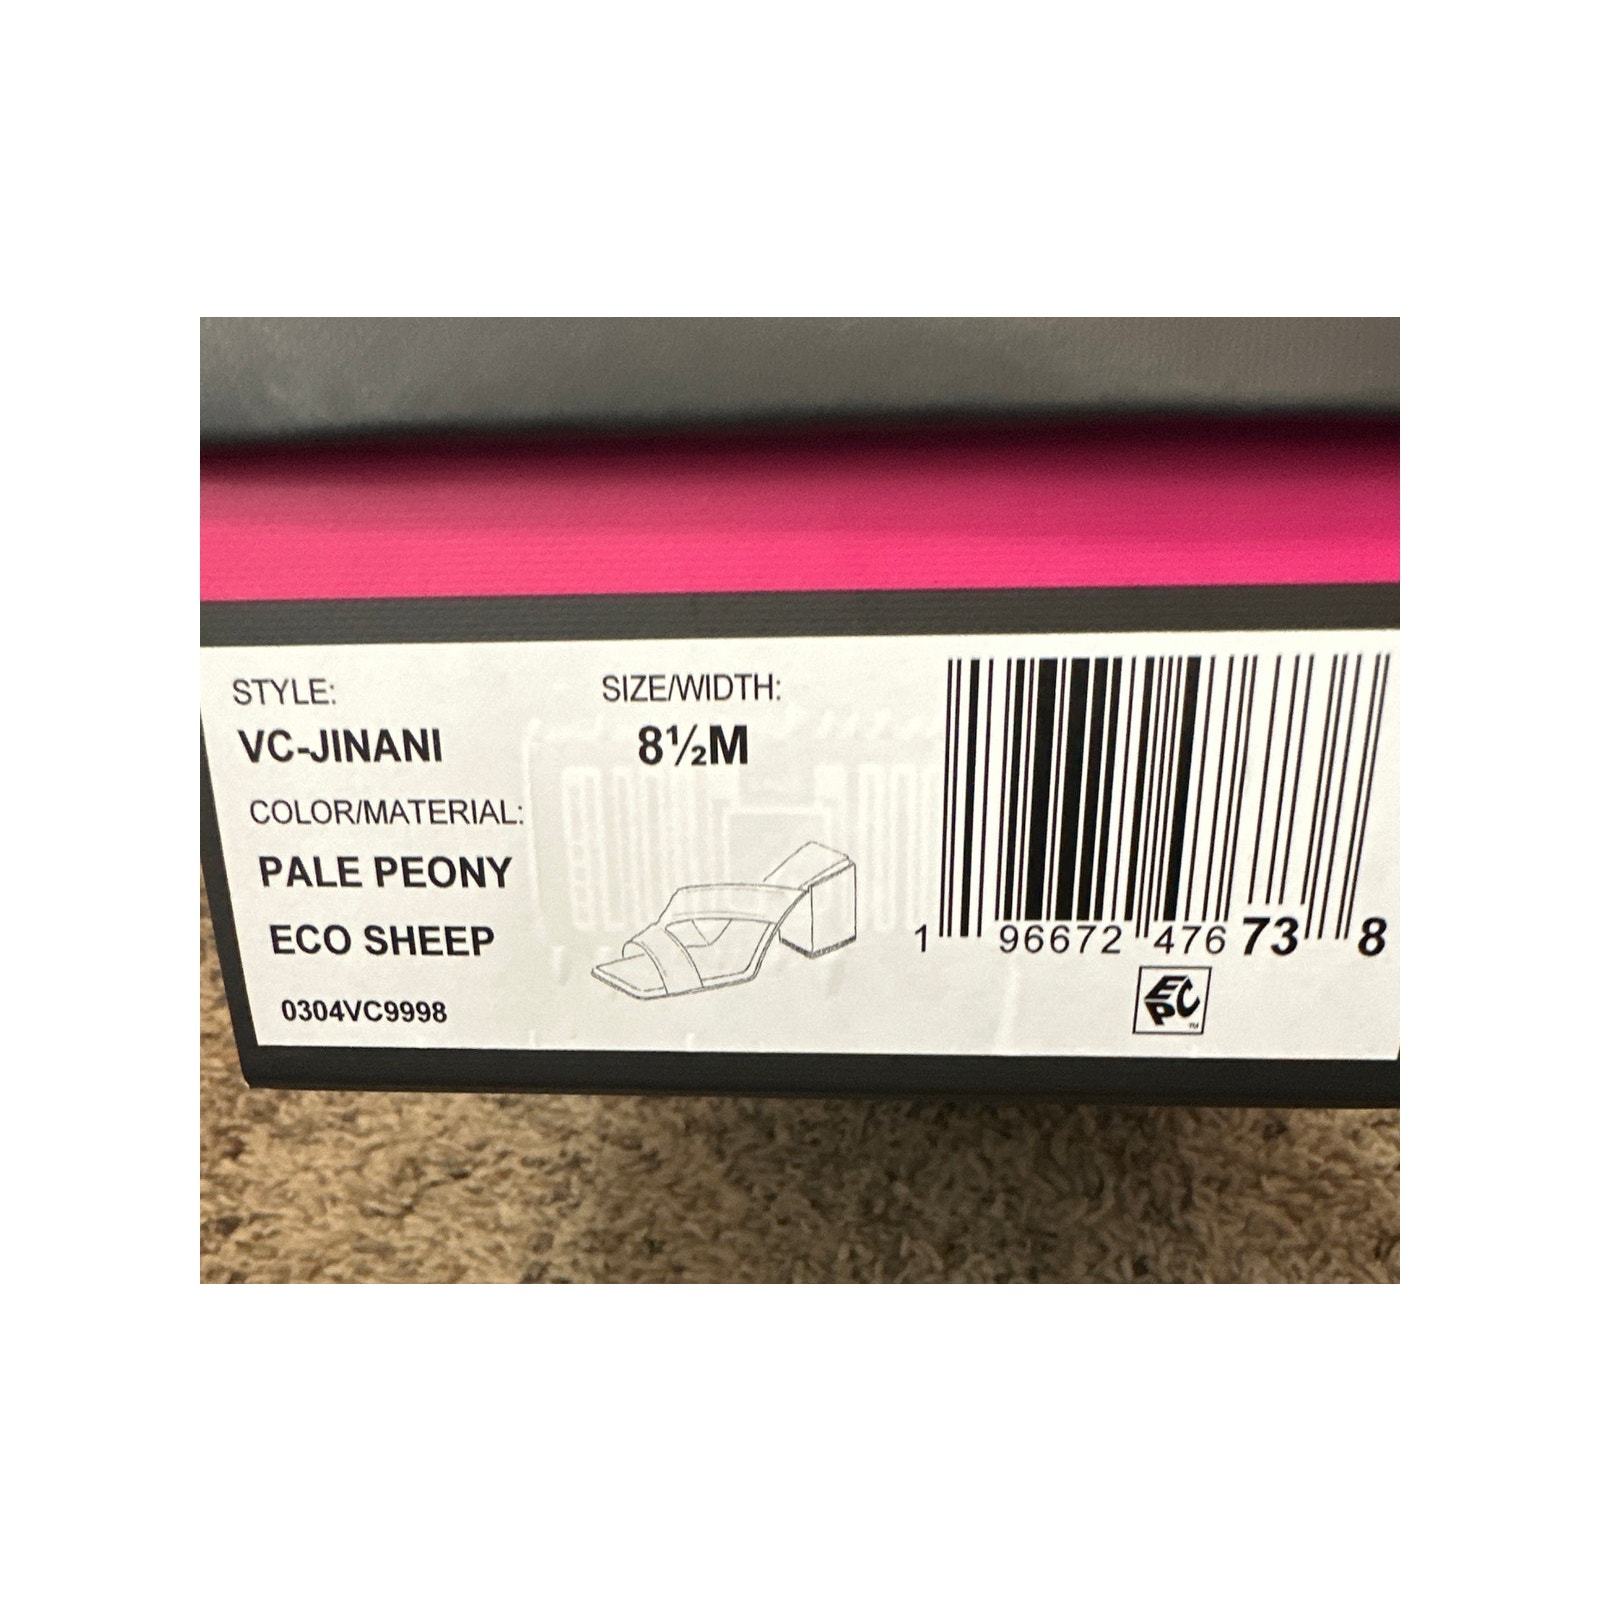 STYLE:
VC-JINANI
SIZE/WIDTH:
8½M
COLOR/MATERIAL:
PALE PEONY
ECO SHEEP
0304VC9998
1 96672 476 73 8
EPC™